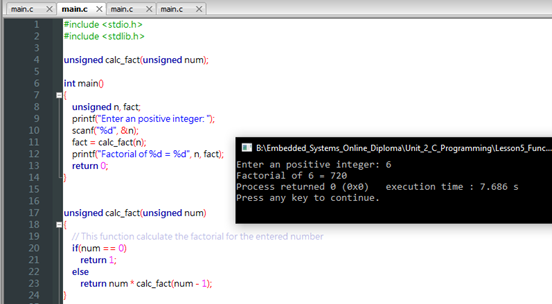 main.c main.c main.c main.c
1 #include <stdio.h>
2 #include <stdlib.h>
3
4 unsigned calc_fact(unsigned num);
5
6 int main()
7 {
8 unsigned n, fact;
9 printf("Enter an positive integer: ");
10 scanf("%d", &n);
11 fact = calc_fact(n);
12 printf("Factorial of %d = %d", n, fact);
13 return 0;
14 }
15
16
17 unsigned calc_fact(unsigned num)
18 {
19 // This function calculate the factorial for the entered number
20 if(num == 0)
21 return 1;
22 else
23 return num * calc_fact(num - 1);
24 }
B:\Embedded_Systems_Online_Diploma\Unit_2_C_Programming\Lesson5_Func...
Enter an positive integer: 6
Factorial of 6 = 720
Process returned 0 (0x0) execution time : 7.686 s
Press any key to continue.